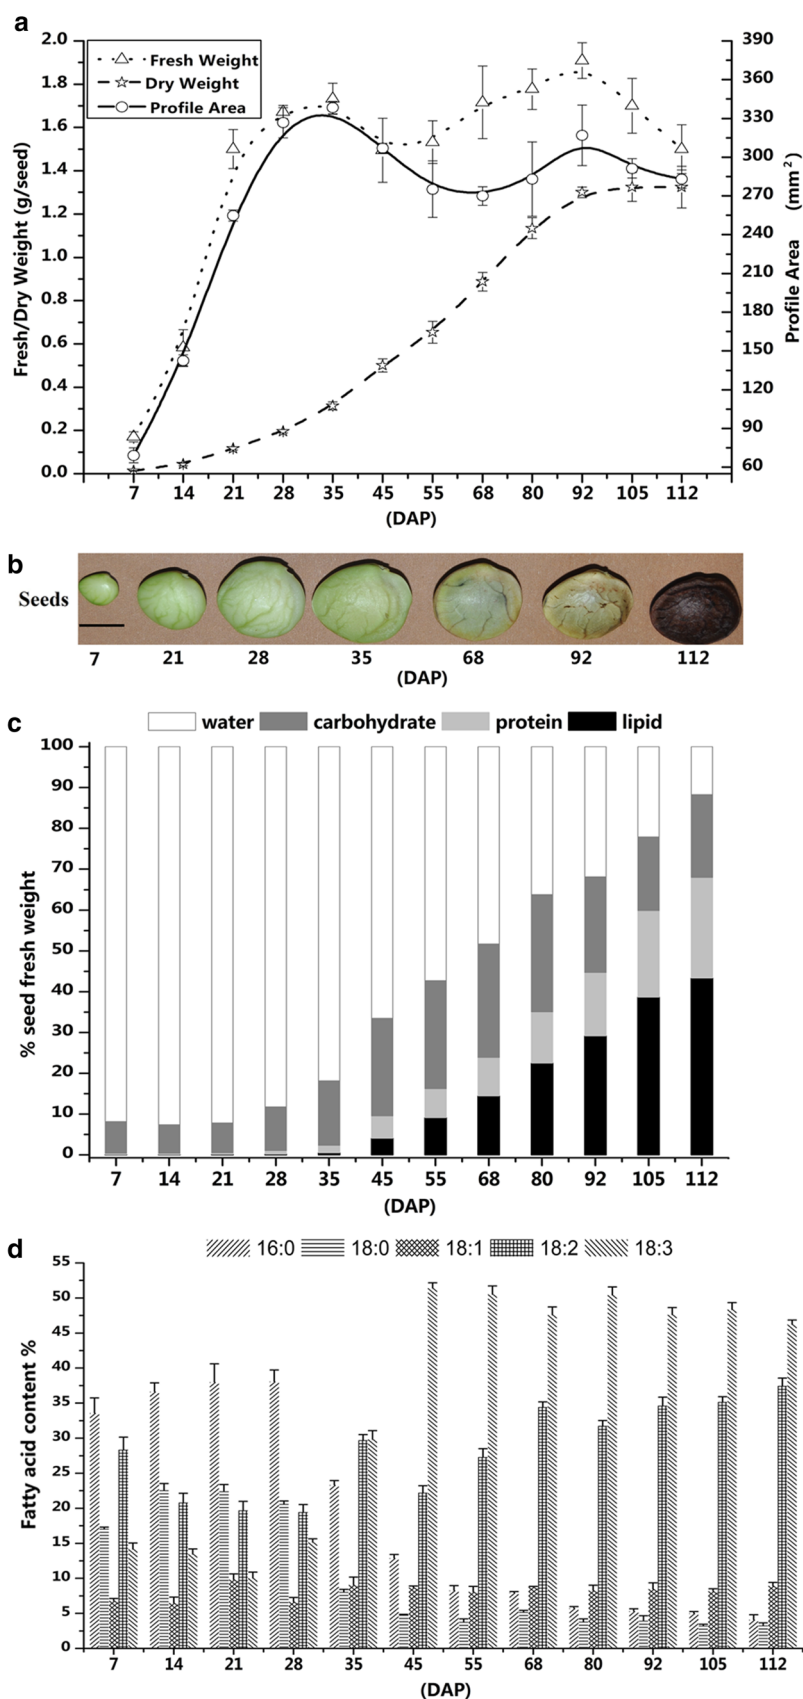 a
Fresh Weight
Dry Weight
Profile Area
2.0
1.8
1.6
1.4
1.2
1.0
0.8
0.6
0.4
0.2
0.0
Fresh/Dry Weight (g/seed)
390
360
330
300
270
240
210
180
150
120
90
60
Profile Area (mm²)
7 14 21 28 35 45 55 68 80 92 105 112
(DAP)
b
Seeds
7 21 28 35 68 92 112
(DAP)
c
water carbohydrate protein lipid
100
90
80
70
60
50
40
30
20
10
0
% seed fresh weight
7 14 21 28 35 45 55 68 80 92 105 112
(DAP)
d
16:0 18:0 18:1 18:2 18:3
55
50
45
40
35
30
25
20
15
10
5
0
Fatty acid content %
7 14 21 28 35 45 55 68 80 92 105 112
(DAP)